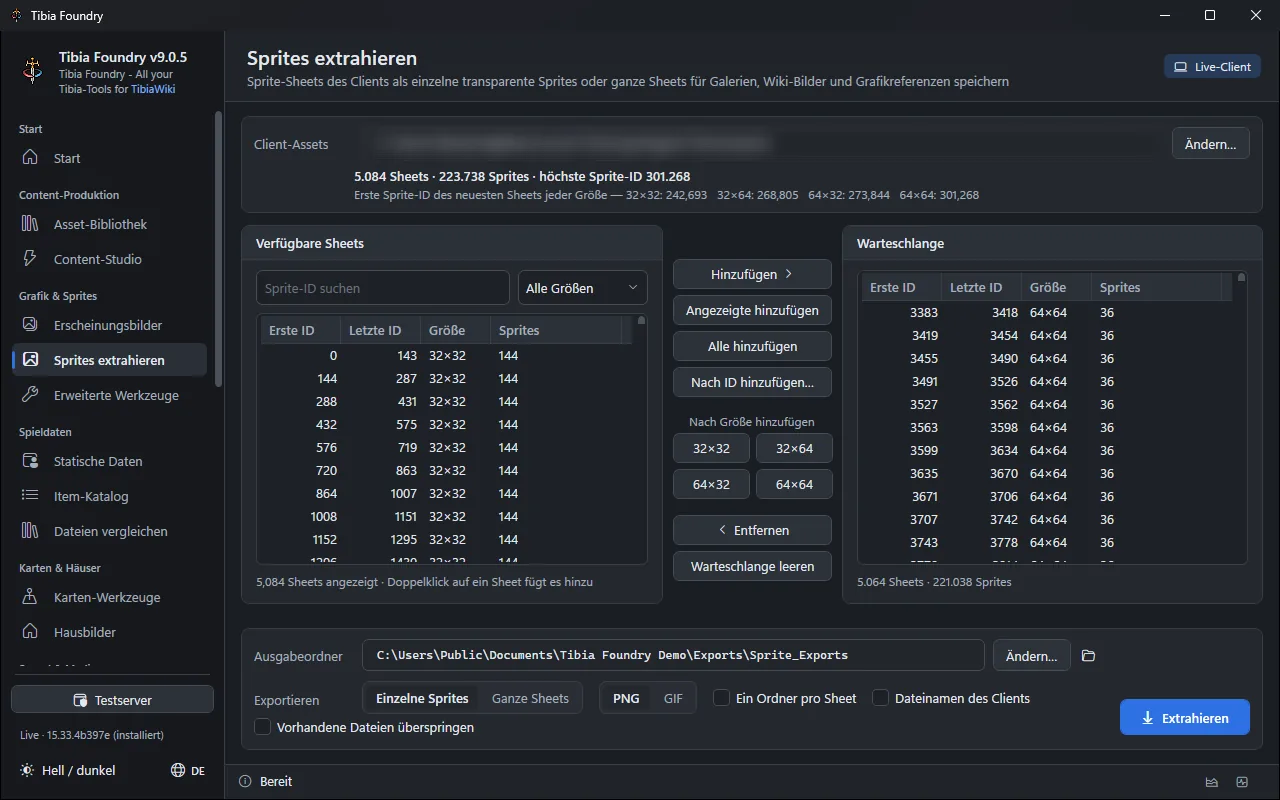 Tibia Foundry
Tibia Foundry v9.0.5
Tibia Foundry - All your
Tibia-Tools for TibiaWiki
Start
Start
Content-Produktion
Asset-Bibliothek
Content-Studio
Grafik & Sprites
Erscheinungsbilder
Sprites extrahieren
Erweiterte Werkzeuge
Spieldaten
Statische Daten
Item-Katalog
Dateien vergleichen
Karten & Häuser
Karten-Werkzeuge
Hausbilder
Testserver
Live · 15.33.4b397e (installiert)
Hell / dunkel
DE
Sprites extrahieren
Sprite-Sheets des Clients als einzelne transparente Sprites oder ganze Sheets für Galerien, Wiki-Bilder und Grafikreferenzen speichern
Live-Client
Client-Assets
Ändern...
5.084 Sheets · 223.738 Sprites · höchste Sprite-ID 301.268
Erste Sprite-ID des neuesten Sheets jeder Größe — 32×32: 242,693 32×64: 268,805 64×32: 273,844 64×64: 301,268
Verfügbare Sheets
Sprite-ID suchen
Alle Größen
Erste ID Letzte ID Größe Sprites
0 143 32×32 144
144 287 32×32 144
288 431 32×32 144
432 575 32×32 144
576 719 32×32 144
720 863 32×32 144
864 1007 32×32 144
1008 1151 32×32 144
1152 1295 32×32 144
1296 1439 32×32 144
5,084 Sheets angezeigt · Doppelklick auf ein Sheet fügt es hinzu
Hinzufügen
Angezeigte hinzufügen
Alle hinzufügen
Nach ID hinzufügen...
Nach Größe hinzufügen
32×32 32×64
64×32 64×64
Entfernen
Warteschlange leeren
Warteschlange
Erste ID Letzte ID Größe Sprites
3383 3418 64×64 36
3419 3454 64×64 36
3455 3490 64×64 36
3491 3526 64×64 36
3527 3562 64×64 36
3563 3598 64×64 36
3599 3634 64×64 36
3635 3670 64×64 36
3671 3706 64×64 36
3707 3742 64×64 36
3743 3778 64×64 36
5.064 Sheets · 221.038 Sprites
Ausgabeordner
C:\Users\Public\Documents\Tibia Foundry Demo\Exports\Sprite_Exports
Ändern...
Exportieren
Einzelne Sprites Ganze Sheets
PNG GIF
Ein Ordner pro Sheet
Dateinamen des Clients
Vorhandene Dateien überspringen
Extrahieren
Bereit